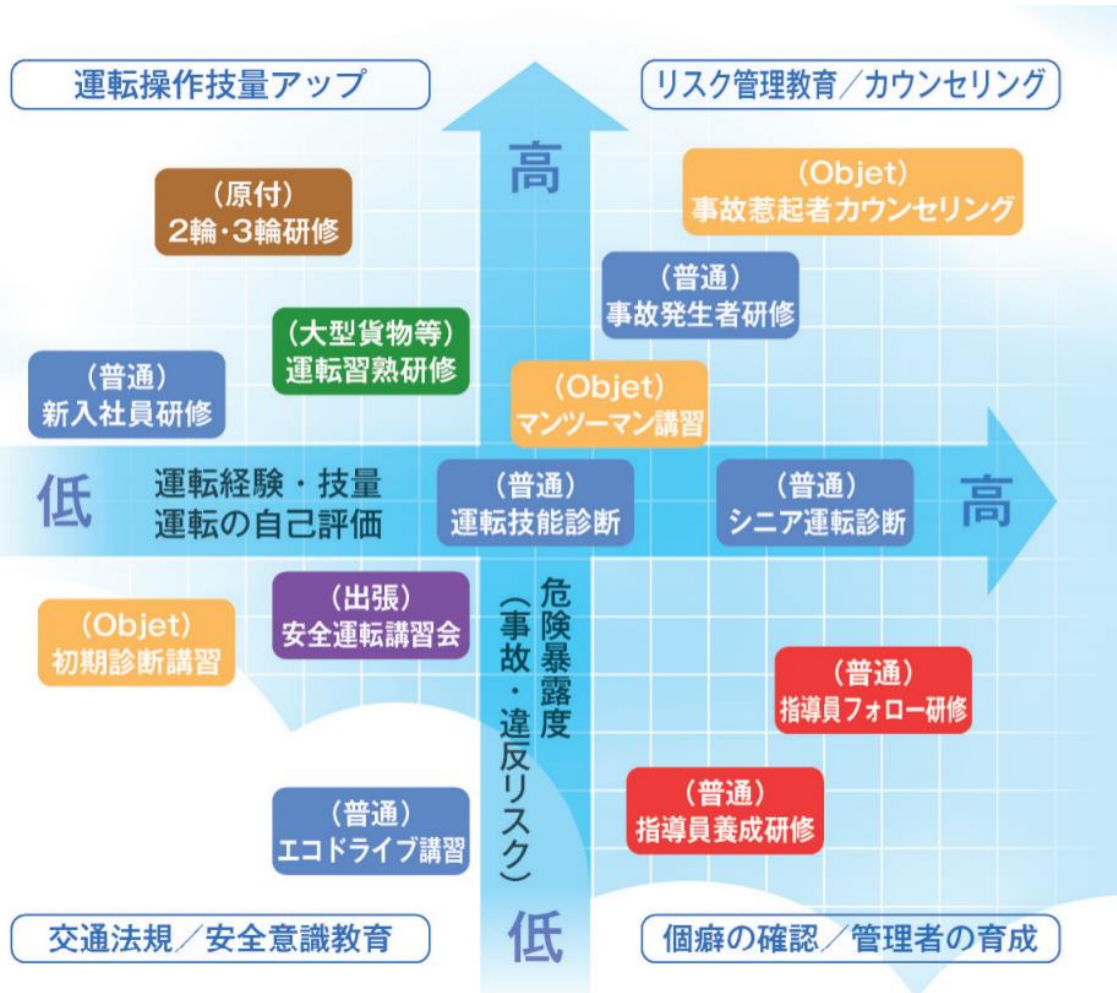 運転操作技量アップ
リスク管理教育／カウンセリング
高
(Objet)
事故惹起者カウンセリング
(原付)
2輪・3輪研修
(普通)
事故発生者研修
(大型貨物等)
運転習熟研修
(普通)
新入社員研修
(Objet)
マンツーマン講習
低
運転経験・技量
運転の自己評価
(普通)
運転技能診断
(普通)
シニア運転診断
高
(Objet)
初期診断講習
(出張)
安全運転講習会
危険暴露度
(事故・違反リスク)
(普通)
指導員フォロー研修
(普通)
指導員養成研修
(普通)
エコドライブ講習
交通法規／安全意識教育
低
個癖の確認／管理者の育成